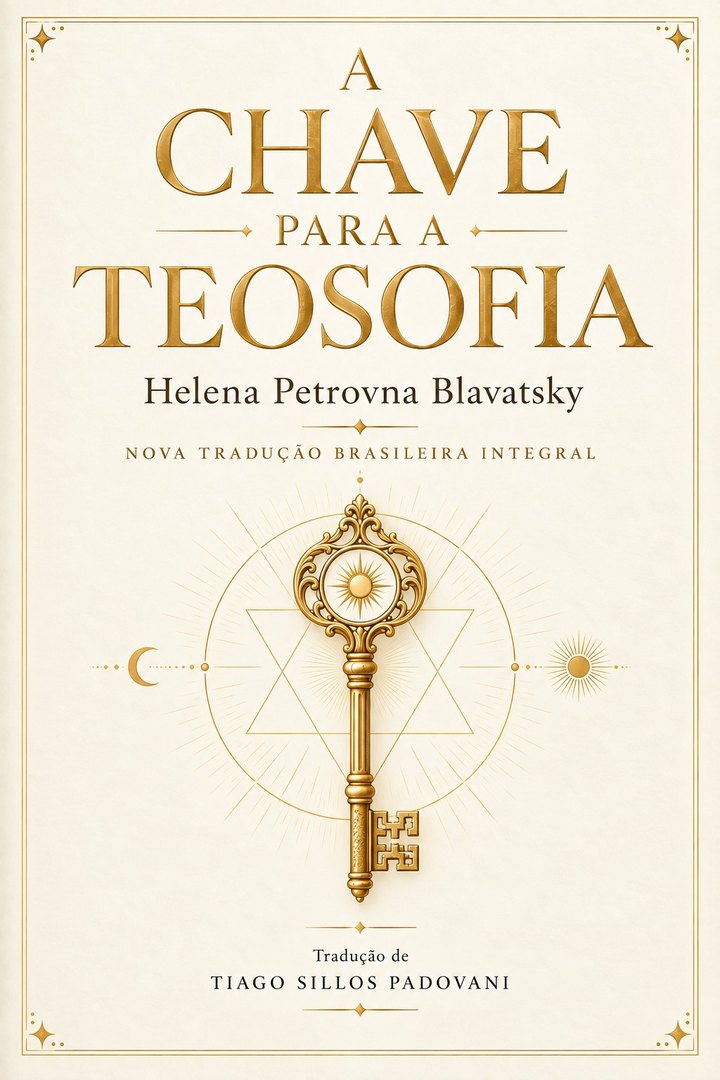 A
CHAVE
PARA A
TEOSOFIA
Helena Petrovna Blavatsky
NOVA TRADUÇÃO BRASILEIRA INTEGRAL
Tradução de
TIAGO SILLOS PADOVANI